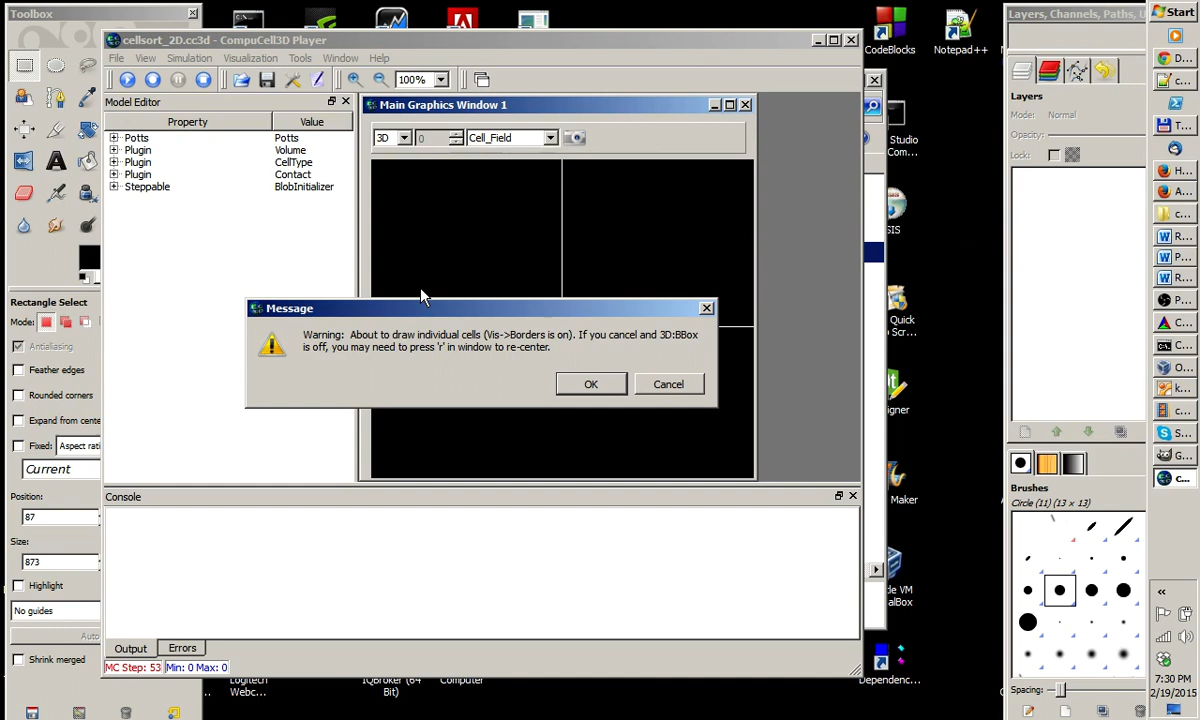 Toolbox
cellsort_2D.cc3d - CompuCell3D Player
File View Simulation Visualization Tools Window Help
100%
Model Editor
Property Value
Potts Potts
Plugin Volume
Plugin CellType
Plugin Contact
Steppable BlobInitializer
Main Graphics Window 1
3D 0 Cell_Field
Message
Warning: About to draw individual cells (Vis->Borders is on). If you cancel and 3D:BBox
is off, you may need to press 'r' in window to re-center.
OK Cancel
Console
Output Errors
MC Step: 53 Min: 0 Max: 0
Rectangle Select
Mode:
Antialiasing
Feather edges
Rounded corners
Expand from cente
Fixed: Aspect rati
Current
Position:
87
Size:
873
Highlight
No guides
Auto
Shrink merged
CodeBlocks
Notepad++
Studio
Com...
SIS
Quick
Scr...
igner
Maker
de VM
alBox
Dependenc...
Logitech
Webc...
IQBroker (64
Bit)
Computer
Layers, Channels, Paths, U
Layers
Mode: Normal
Opacity:
Lock:
Brushes
Circle (11) (13 × 13)
Spacing:
Start
D...
c...
T...
H...
A...
c...
R...
P...
R...
P...
C...
C...
O...
k...
c...
S...
G...
C...
7:30 PM
2/19/2015